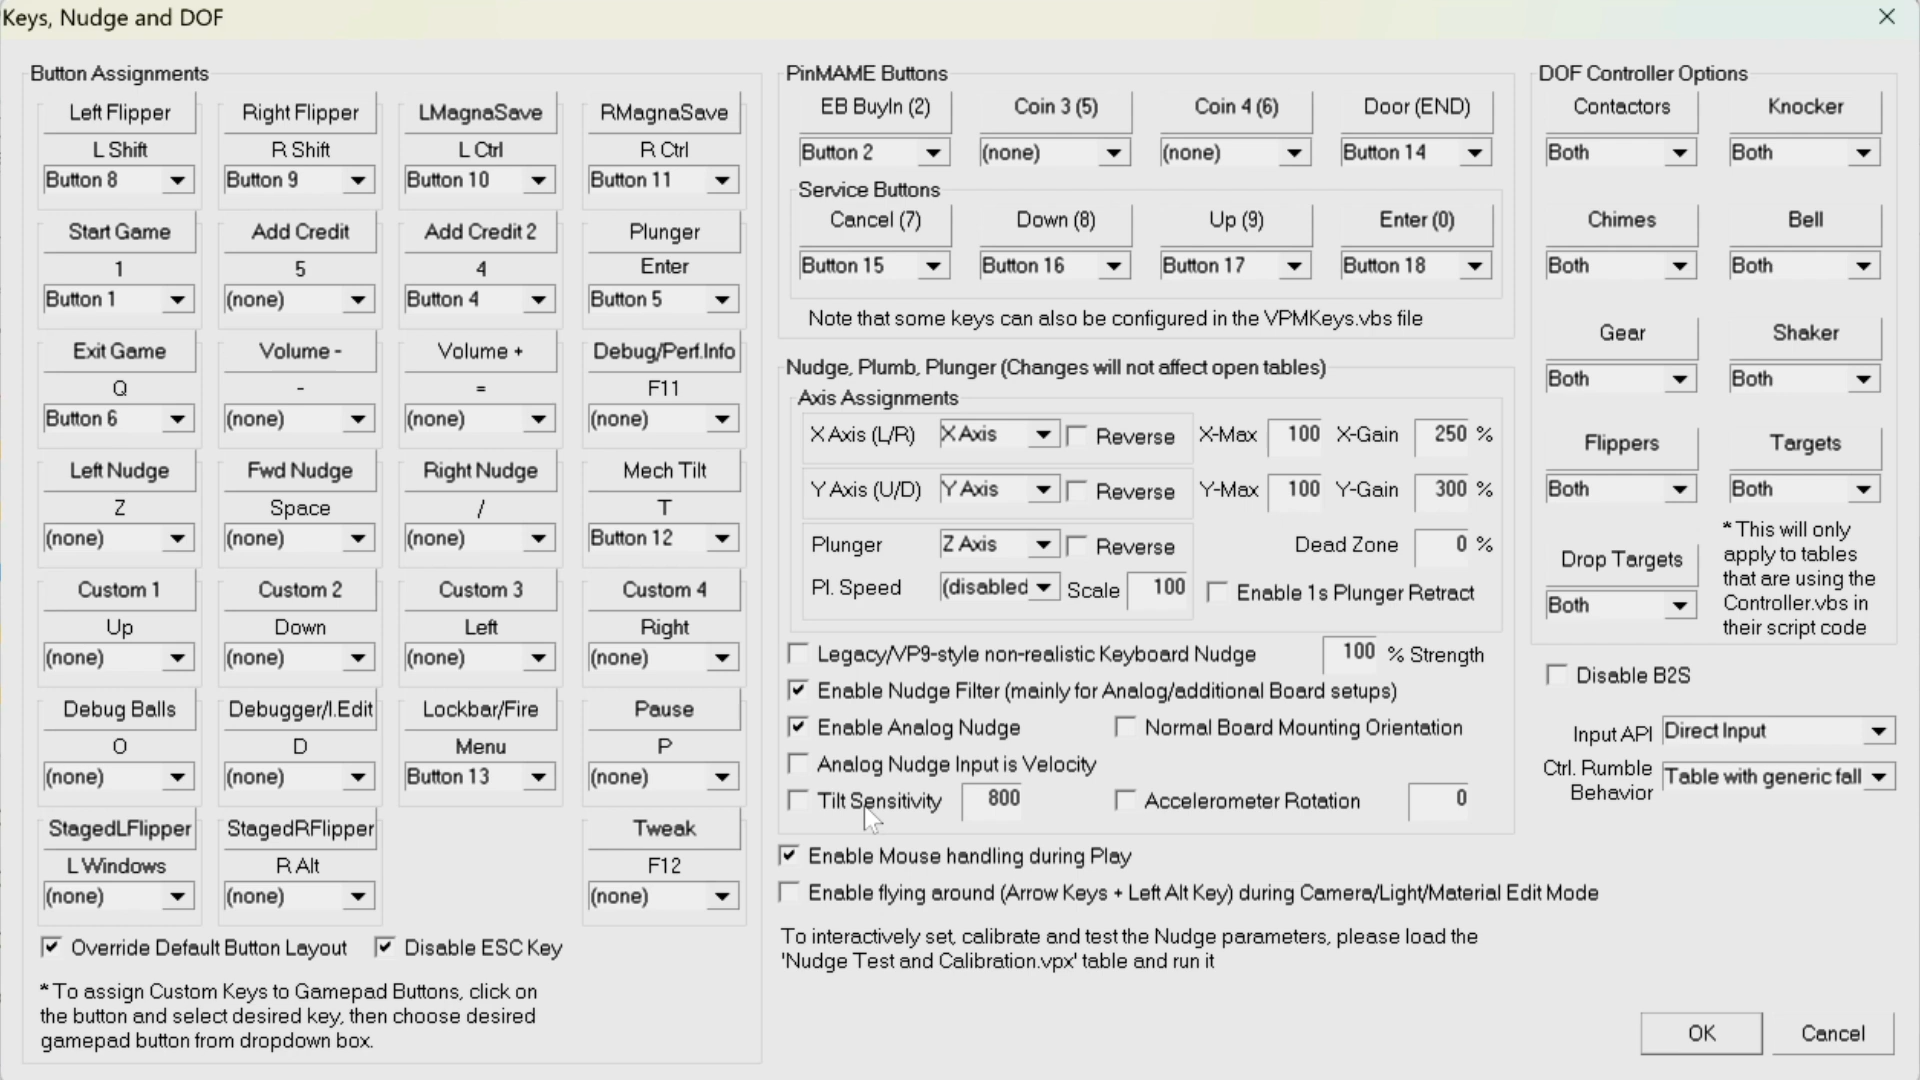 Keys, Nudge and DOF
Button Assignments
Left Flipper Right Flipper LMagnaSave RMagnaSave
L Shift R Shift L Ctrl R Ctrl
Button 8 Button 9 Button 10 Button 11
Start Game Add Credit Add Credit 2 Plunger
1 5 4 Enter
Button 1 (none) Button 4 Button 5
Exit Game Volume - Volume + Debug/Perf.Info
Q - = F11
Button 6 (none) (none) (none)
Left Nudge Fwd Nudge Right Nudge Mech Tilt
Z Space / T
(none) (none) (none) Button 12
Custom 1 Custom 2 Custom 3 Custom 4
Up Down Left Right
(none) (none) (none) (none)
Debug Balls Debugger/I.Edit Lockbar/Fire Pause
O D Menu P
(none) (none) Button 13 (none)
StagedLFlipper StagedRFlipper Tweak
L Windows R Alt F12
(none) (none) (none)
Override Default Button Layout Disable ESC Key
* To assign Custom Keys to Gamepad Buttons, click on
the button and select desired key, then choose desired
gamepad button from dropdown box.
PinMAME Buttons
EB BuyIn (2) Coin 3 (5) Coin 4 (6) Door (END)
Button 2 (none) (none) Button 14
Service Buttons
Cancel (7) Down (8) Up (9) Enter (0)
Button 15 Button 16 Button 17 Button 18
Note that some keys can also be configured in the VPMKeys.vbs file
Nudge, Plumb, Plunger (Changes will not affect open tables)
Axis Assignments
X Axis (L/R) X Axis Reverse X-Max 100 X-Gain 250 %
Y Axis (U/D) Y Axis Reverse Y-Max 100 Y-Gain 300 %
Plunger Z Axis Reverse Dead Zone 0 %
Pl. Speed (disabled Scale 100 Enable 1s Plunger Retract
Legacy/VP9-style non-realistic Keyboard Nudge 100 % Strength
Enable Nudge Filter (mainly for Analog/additional Board setups)
Enable Analog Nudge Normal Board Mounting Orientation
Analog Nudge Input is Velocity
Tilt Sensitivity 800 Accelerometer Rotation 0
Enable Mouse handling during Play
Enable flying around (Arrow Keys + Left Alt Key) during Camera/Light/Material Edit Mode
To interactively set, calibrate and test the Nudge parameters, please load the
'Nudge Test and Calibration.vpx' table and run it
DOF Controller Options
Contactors Knocker
Both Both
Chimes Bell
Both Both
Gear Shaker
Both Both
Flippers Targets
Both Both
Drop Targets
Both
* This will only
apply to tables
that are using the
Controller.vbs in
their script code
Disable B2S
Input API Direct Input
Ctrl. Rumble
Behavior
Table with generic fall
OK Cancel